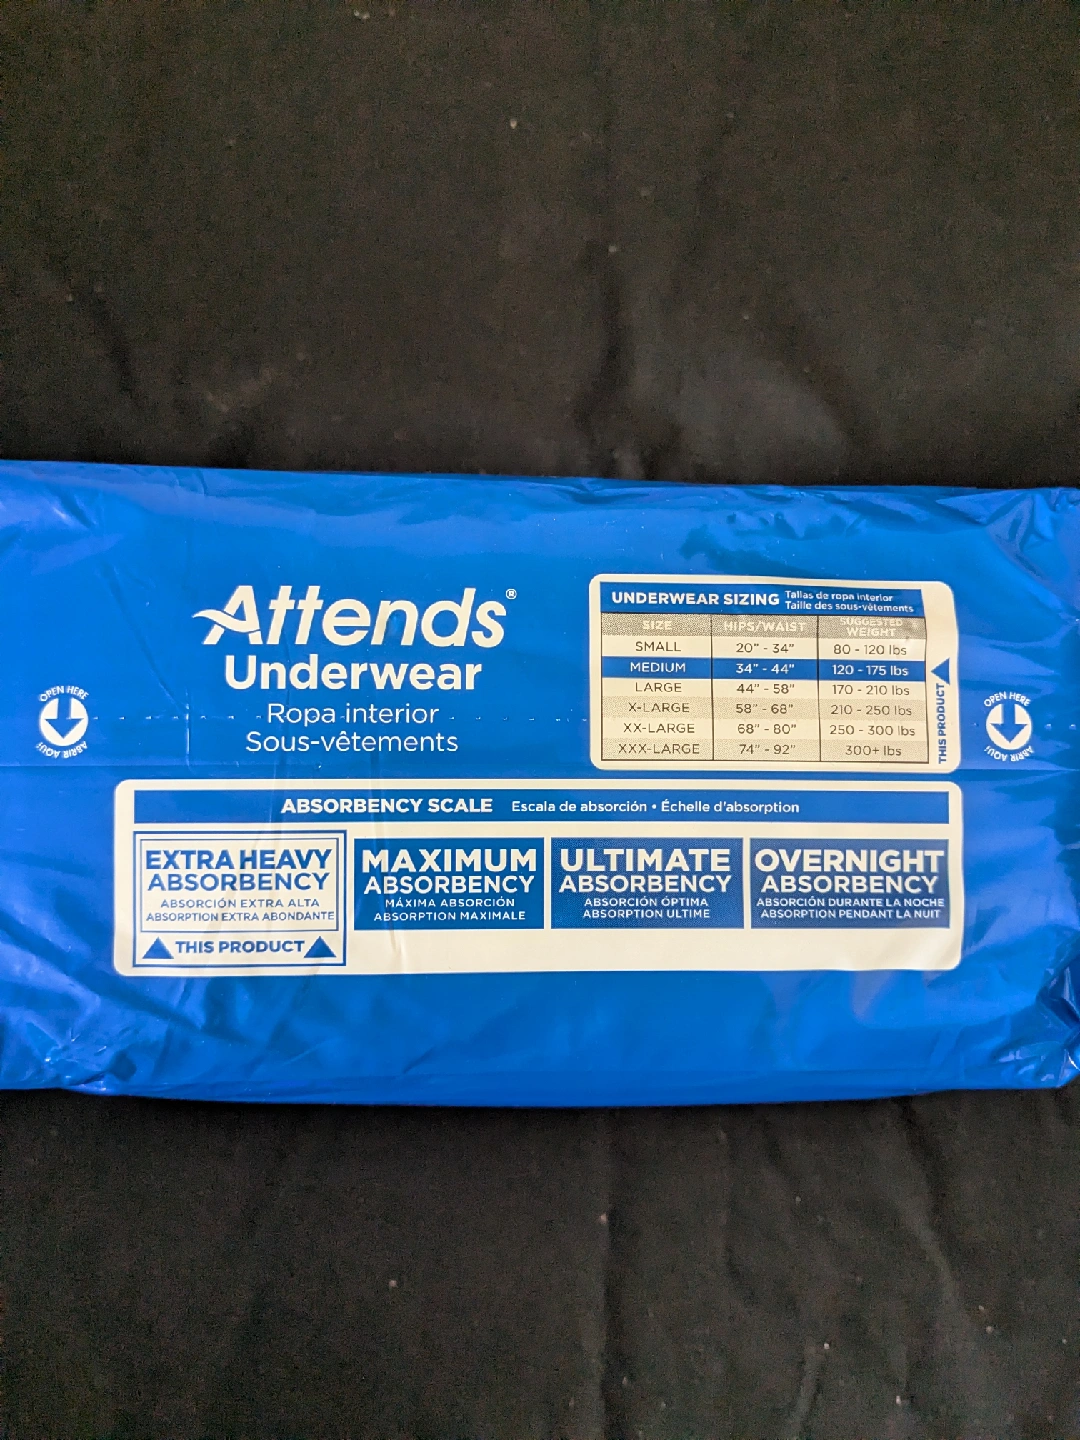 Attends®
Underwear
Ropa interior
Sous-vêtements
OPEN HERE
ABRIR AQUÍ
UNDERWEAR SIZING Tallas de ropa interior
Taille des sous-vêtements
SIZE HIPS/WAIST SUGGESTED WEIGHT
SMALL 20" - 34" 80 - 120 lbs
MEDIUM 34" - 44" 120 - 175 lbs
LARGE 44" - 58" 170 - 210 lbs
X-LARGE 58" - 68" 210 - 250 lbs
XX-LARGE 68" - 80" 250 - 300 lbs
XXX-LARGE 74" - 92" 300+ lbs
THIS PRODUCT
OPEN HERE
ABRIR AQUÍ
ABSORBENCY SCALE Escala de absorción • Échelle d'absorption
EXTRA HEAVY
ABSORBENCY
ABSORCIÓN EXTRA ALTA
ABSORPTION EXTRA ABONDANTE
THIS PRODUCT
MAXIMUM
ABSORBENCY
MÁXIMA ABSORCIÓN
ABSORPTION MAXIMALE
ULTIMATE
ABSORBENCY
ABSORCIÓN ÓPTIMA
ABSORPTION ULTIME
OVERNIGHT
ABSORBENCY
ABSORCIÓN DURANTE LA NOCHE
ABSORPTION PENDANT LA NUIT